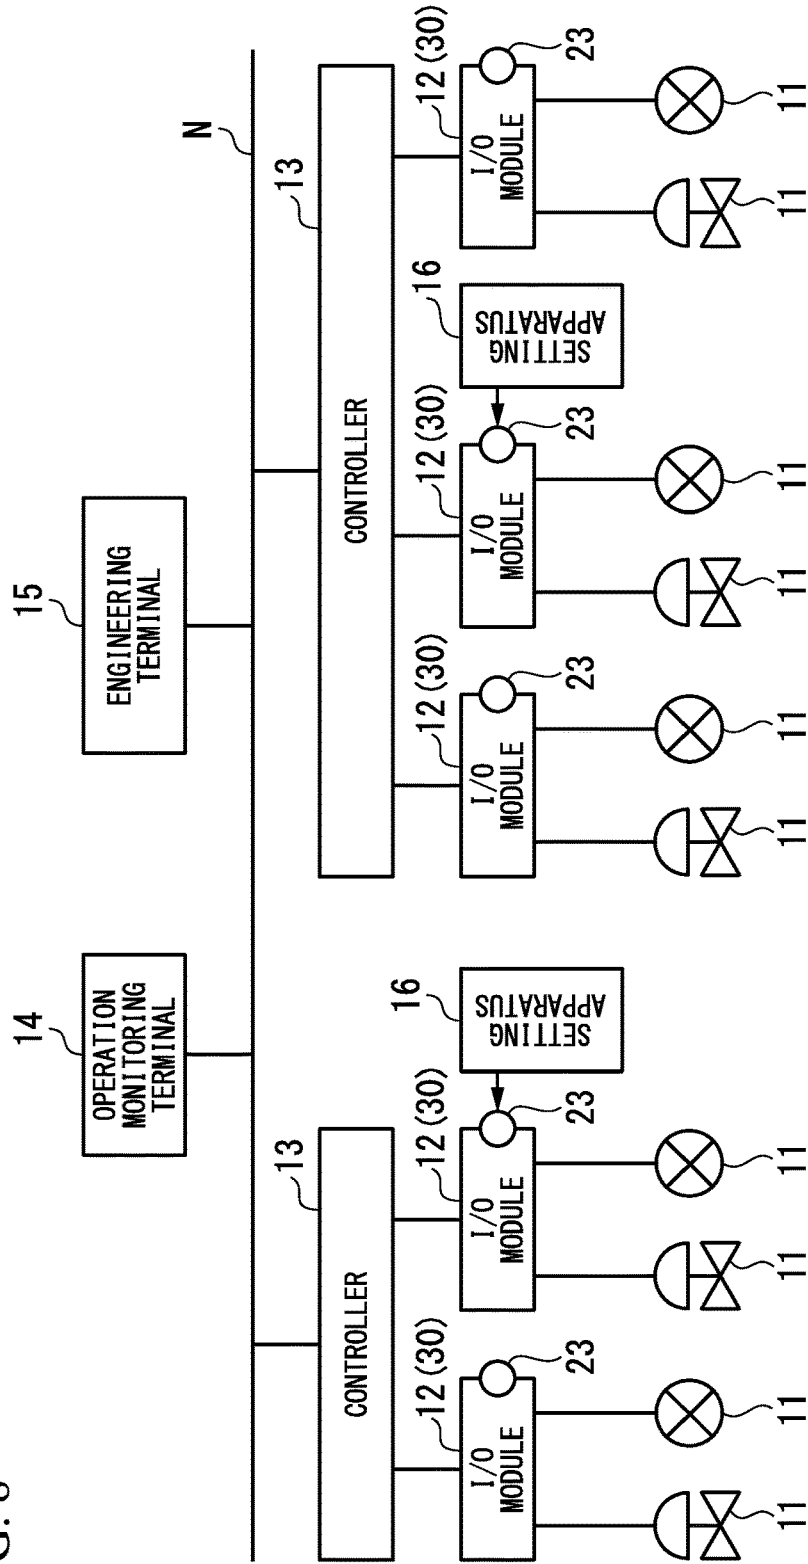 G. 8
14
OPERATION
MONITORING
TERMINAL
15
ENGINEERING
TERMINAL
N
13
CONTROLLER
13
CONTROLLER
12 (30)
I/O
MODULE
23
12 (30)
I/O
MODULE
23
16
SETTING
APPARATUS
12 (30)
I/O
MODULE
23
12 (30)
I/O
MODULE
23
16
SETTING
APPARATUS
12 (30)
I/O
MODULE
23
11
11
11
11
11
11
11
11
11
11